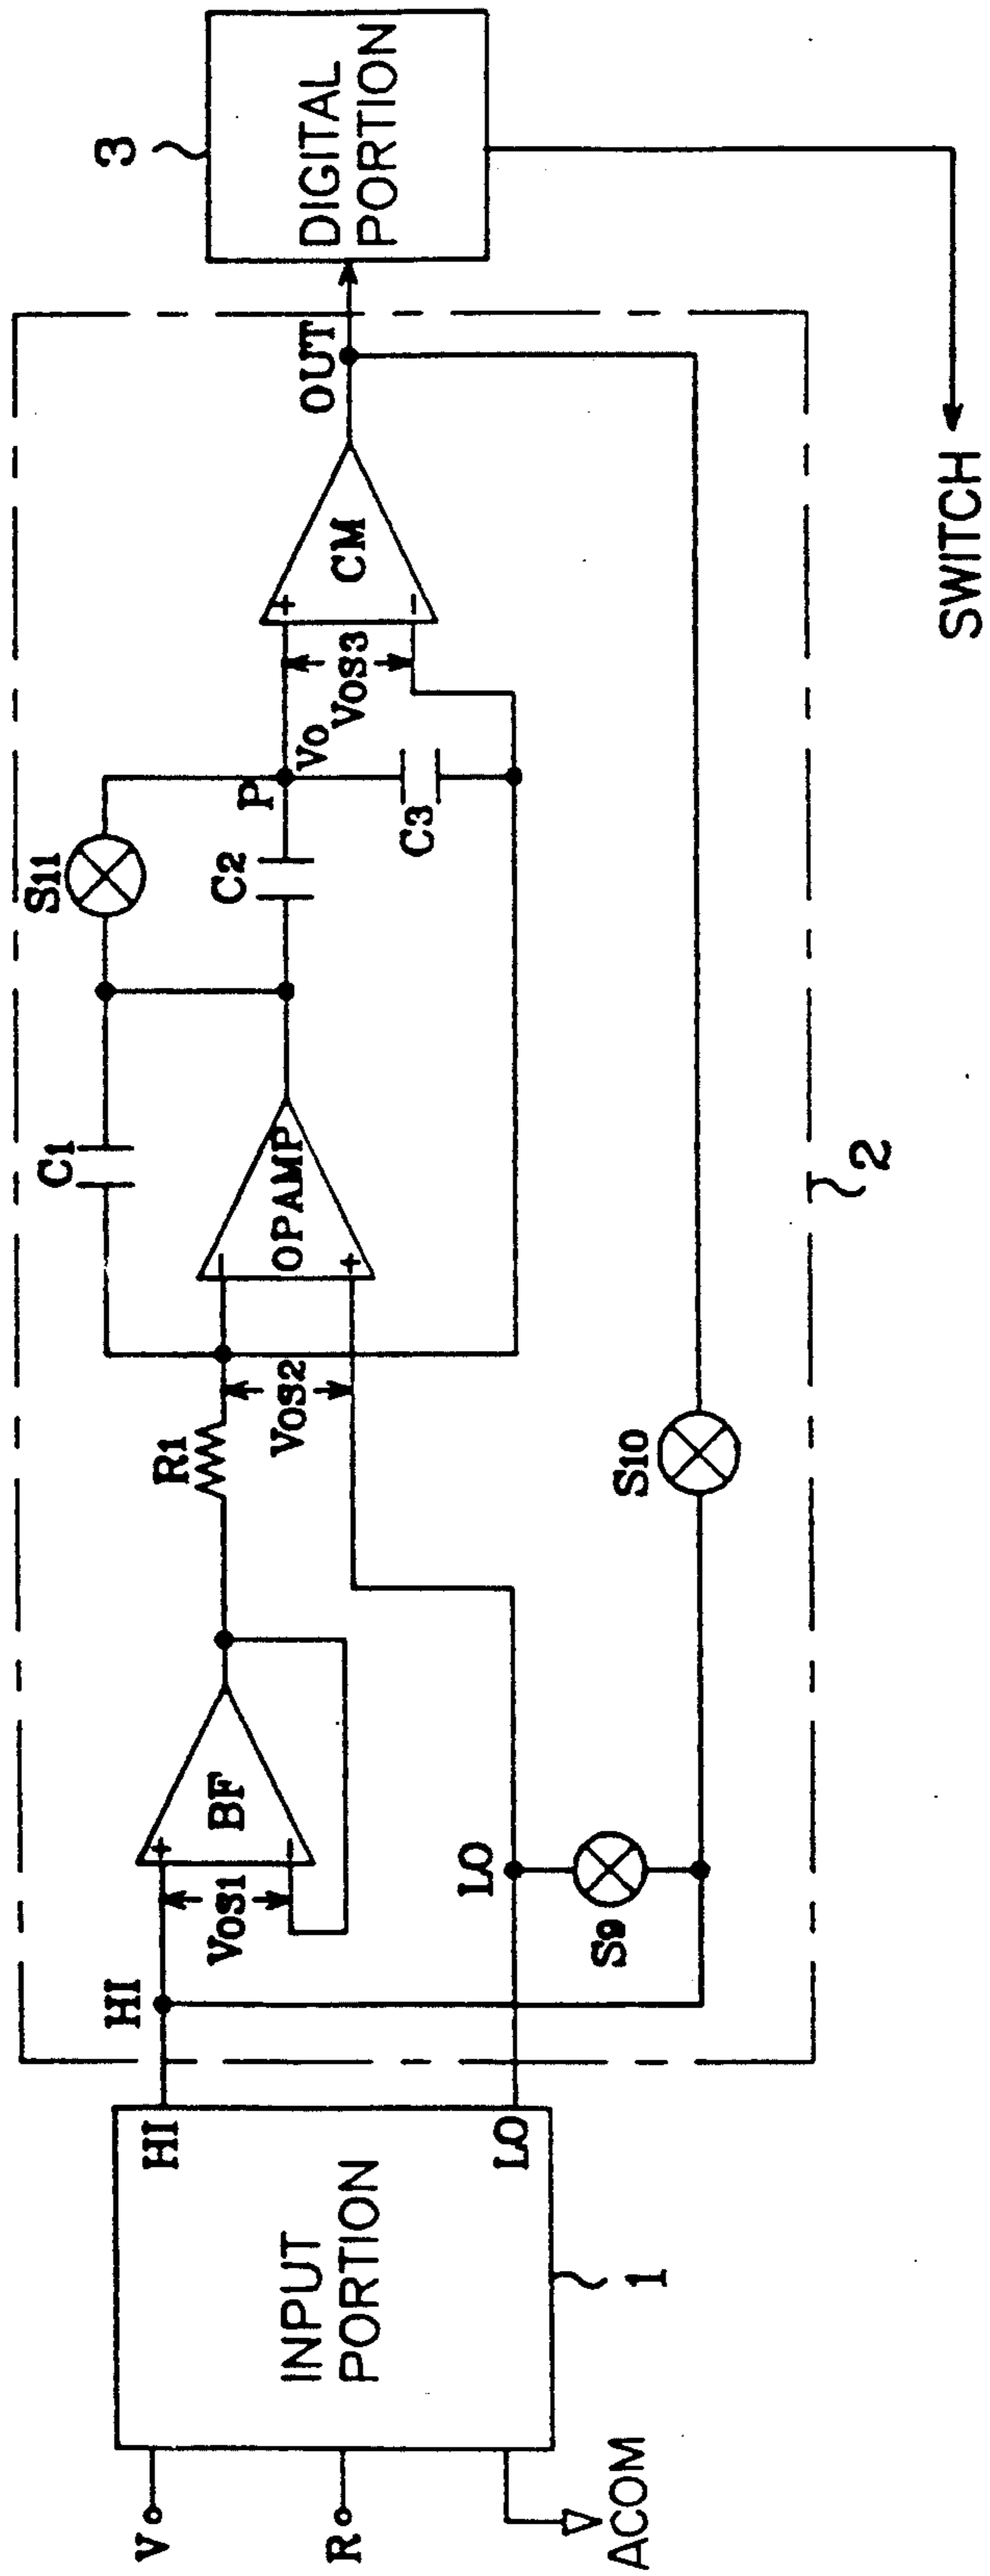 V
R
ACOM
INPUT
PORTION
HI
LO
1
HI
VOS1
+
−
BF
LO
S9
R1
VOS2
−
+
OPAMP
C1
S10
2
S11
C2
P
VO
C3
VOS3
+
−
CM
OUT
3
DIGITAL
PORTION
SWITCH